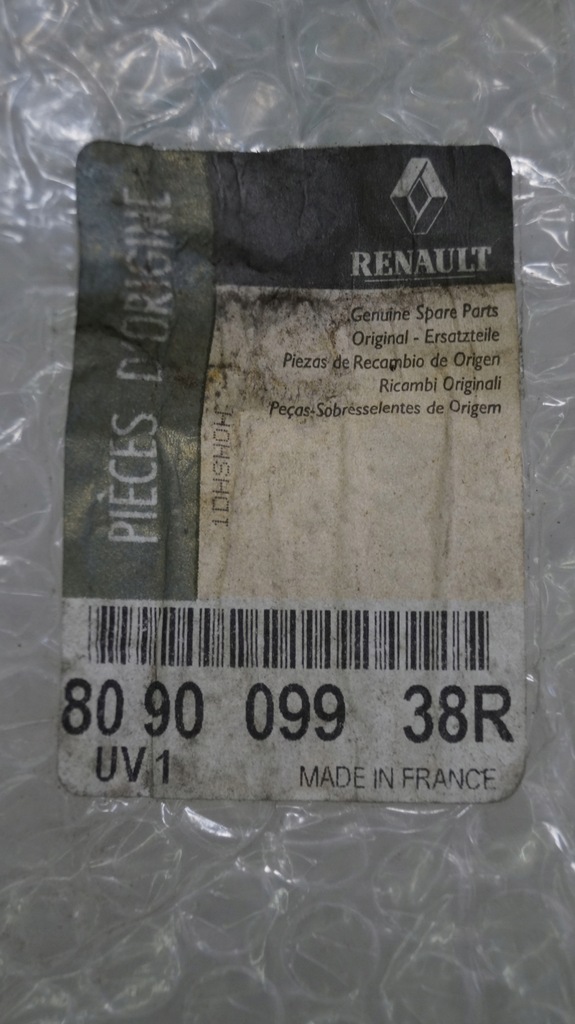 RENAULT
PIÈCES D'ORIGINE
Genuine Spare Parts
Original - Ersatzteile
Piezas de Recambio de Origen
Ricambi Originali
Peças-Sobresselentes de Origem
80 90 099 38R
UV1
MADE IN FRANCE